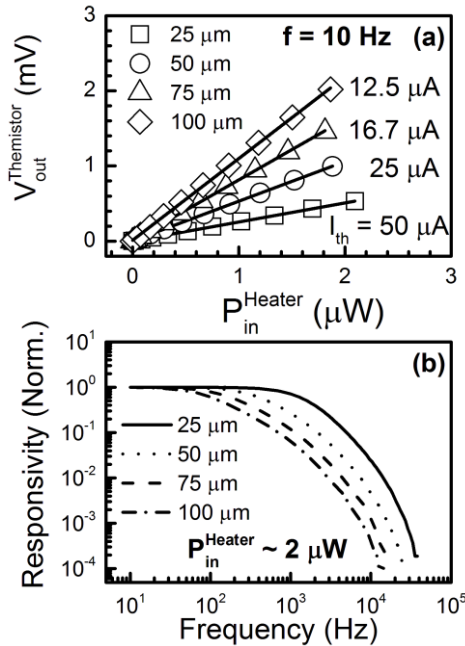 25 μm
50 μm
75 μm
100 μm
f = 10 Hz
(a)
12.5 μA
16.7 μA
25 μA
I_th = 50 μA
2
1
0
V_out^Themistor (mV)
0 1 2 3
P_in^Heater (μW)
(b)
10^1
10^0
10^-1
10^-2
10^-3
10^-4
Responsivity (Norm.)
25 μm
50 μm
75 μm
100 μm
P_in^Heater ~ 2 μW
10^1 10^2 10^3 10^4 10^5
Frequency (Hz)